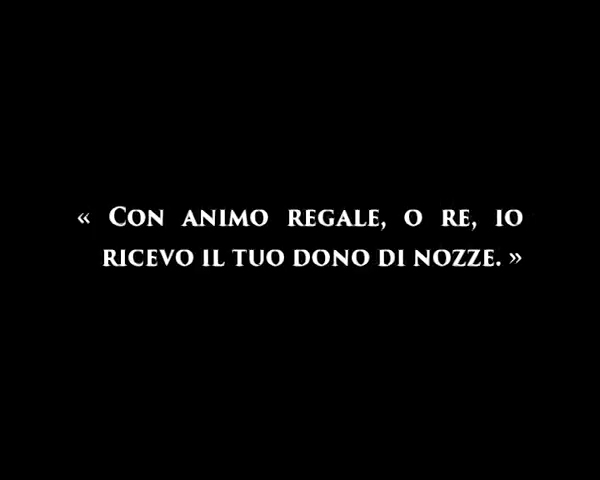 « Con animo regale, o re, io
ricevo il tuo dono di nozze. »